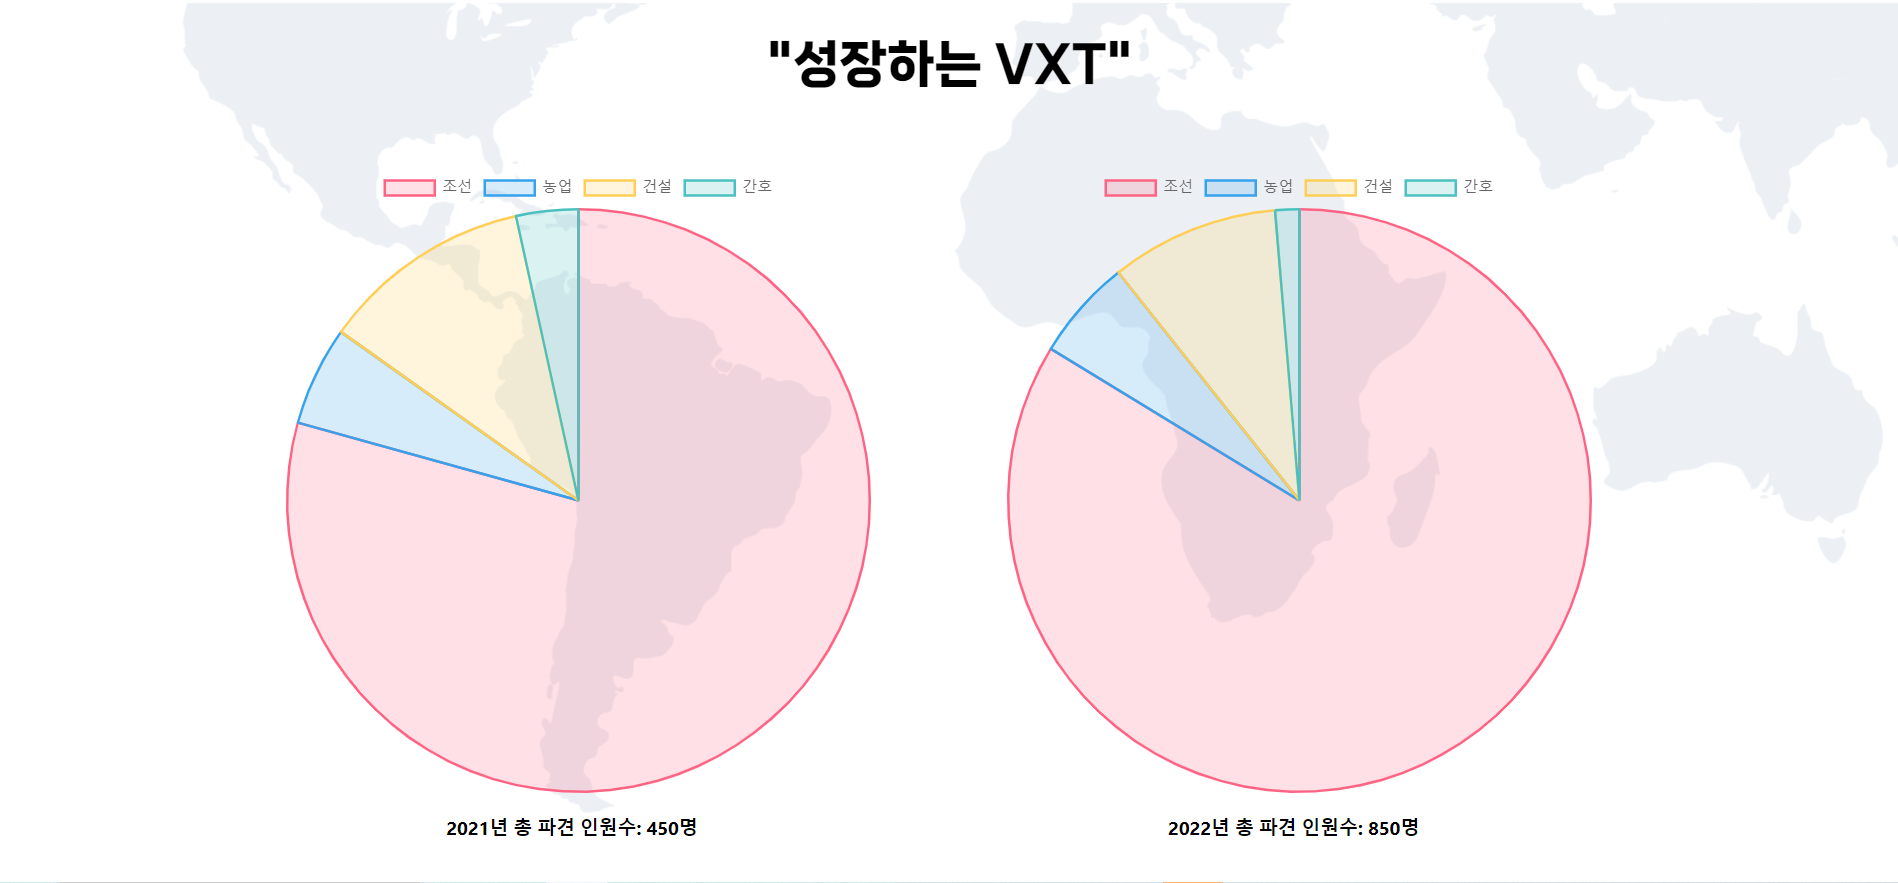 "성장하는 VXT"
조선 농업 건설 간호
조선 농업 건설 간호
2021년 총 파견 인원수: 450명
2022년 총 파견 인원수: 850명